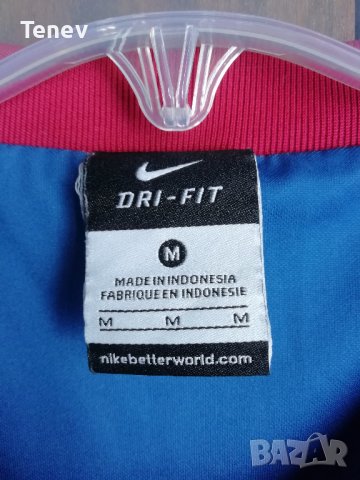 Tenev
DRI-FIT
M
MADE IN INDONESIA
FABRIQUE EN INDONESIE
M M M
nikebetterworld.com
BAZAR